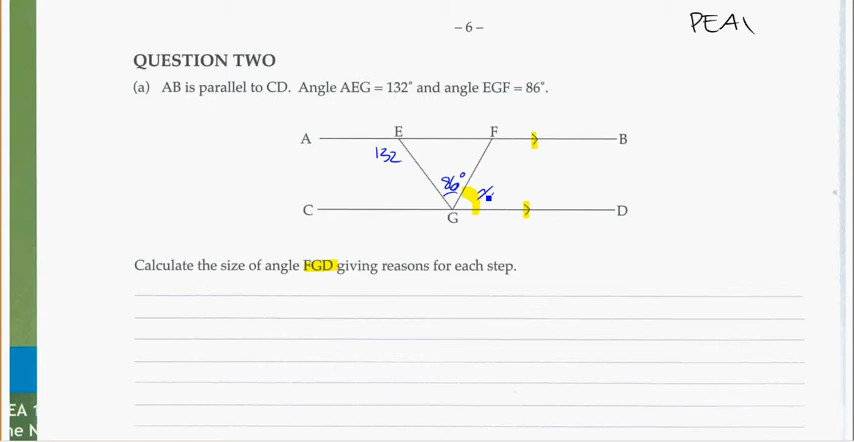 – 6 –
PEA
QUESTION TWO
(a) AB is parallel to CD. Angle AEG = 132° and angle EGF = 86°.
A E F B
132
86°
C G D
Calculate the size of angle FGD giving reasons for each step.
EA 1
he N